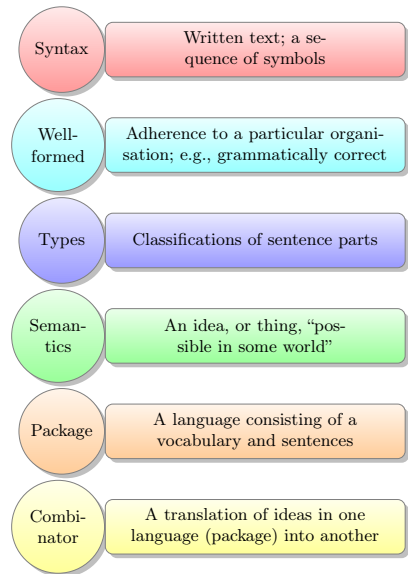 Syntax
Written text; a se-
quence of symbols
Well-
formed
Adherence to a particular organi-
sation; e.g., grammatically correct
Types
Classifications of sentence parts
Seman-
tics
An idea, or thing, “pos-
sible in some world”
Package
A language consisting of a
vocabulary and sentences
Combi-
nator
A translation of ideas in one
language (package) into another